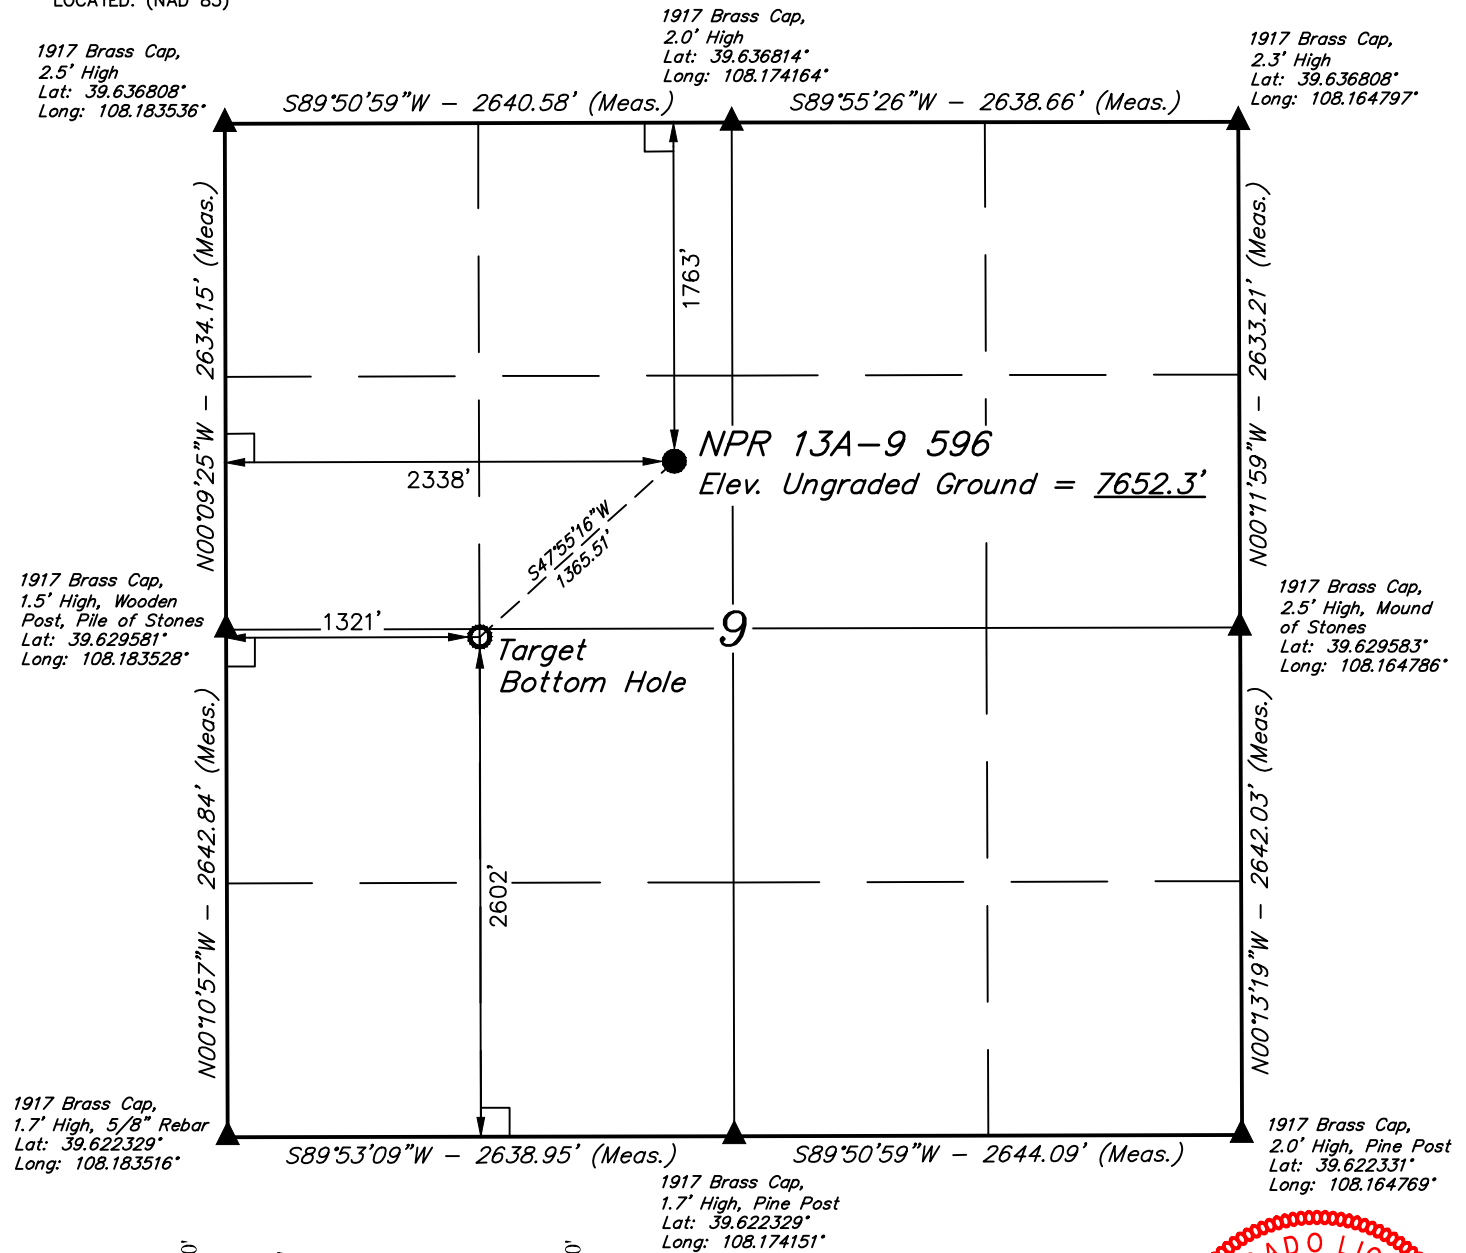 LOCATED. (NAD 83)
1917 Brass Cap,
2.5' High
Lat: 39.636808°
Long: 108.183536°
1917 Brass Cap,
2.0' High
Lat: 39.636814°
Long: 108.174164°
1917 Brass Cap,
2.3' High
Lat: 39.636808°
Long: 108.164797°
S89°50'59"W - 2640.58' (Meas.)
S89°55'26"W - 2638.66' (Meas.)
N00°09'25"W - 2634.15' (Meas.)
1763'
N00°11'59"W - 2633.21' (Meas.)
NPR 13A-9 596
Elev. Ungraded Ground = 7652.3'
2338'
S47°55'16"W
1365.51'
1917 Brass Cap,
1.5' High, Wooden
Post, Pile of Stones
Lat: 39.629581°
Long: 108.183528°
1321'
9
Target
Bottom Hole
1917 Brass Cap,
2.5' High, Mound
of Stones
Lat: 39.629583°
Long: 108.164786°
N00°10'57"W - 2642.84' (Meas.)
2602'
N00°13'19"W - 2642.03' (Meas.)
1917 Brass Cap,
1.7' High, 5/8" Rebar
Lat: 39.622329°
Long: 108.183516°
S89°53'09"W - 2638.95' (Meas.)
S89°50'59"W - 2644.09' (Meas.)
1917 Brass Cap,
1.7' High, Pine Post
Lat: 39.622329°
Long: 108.174151°
1917 Brass Cap,
2.0' High, Pine Post
Lat: 39.622331°
Long: 108.164769°